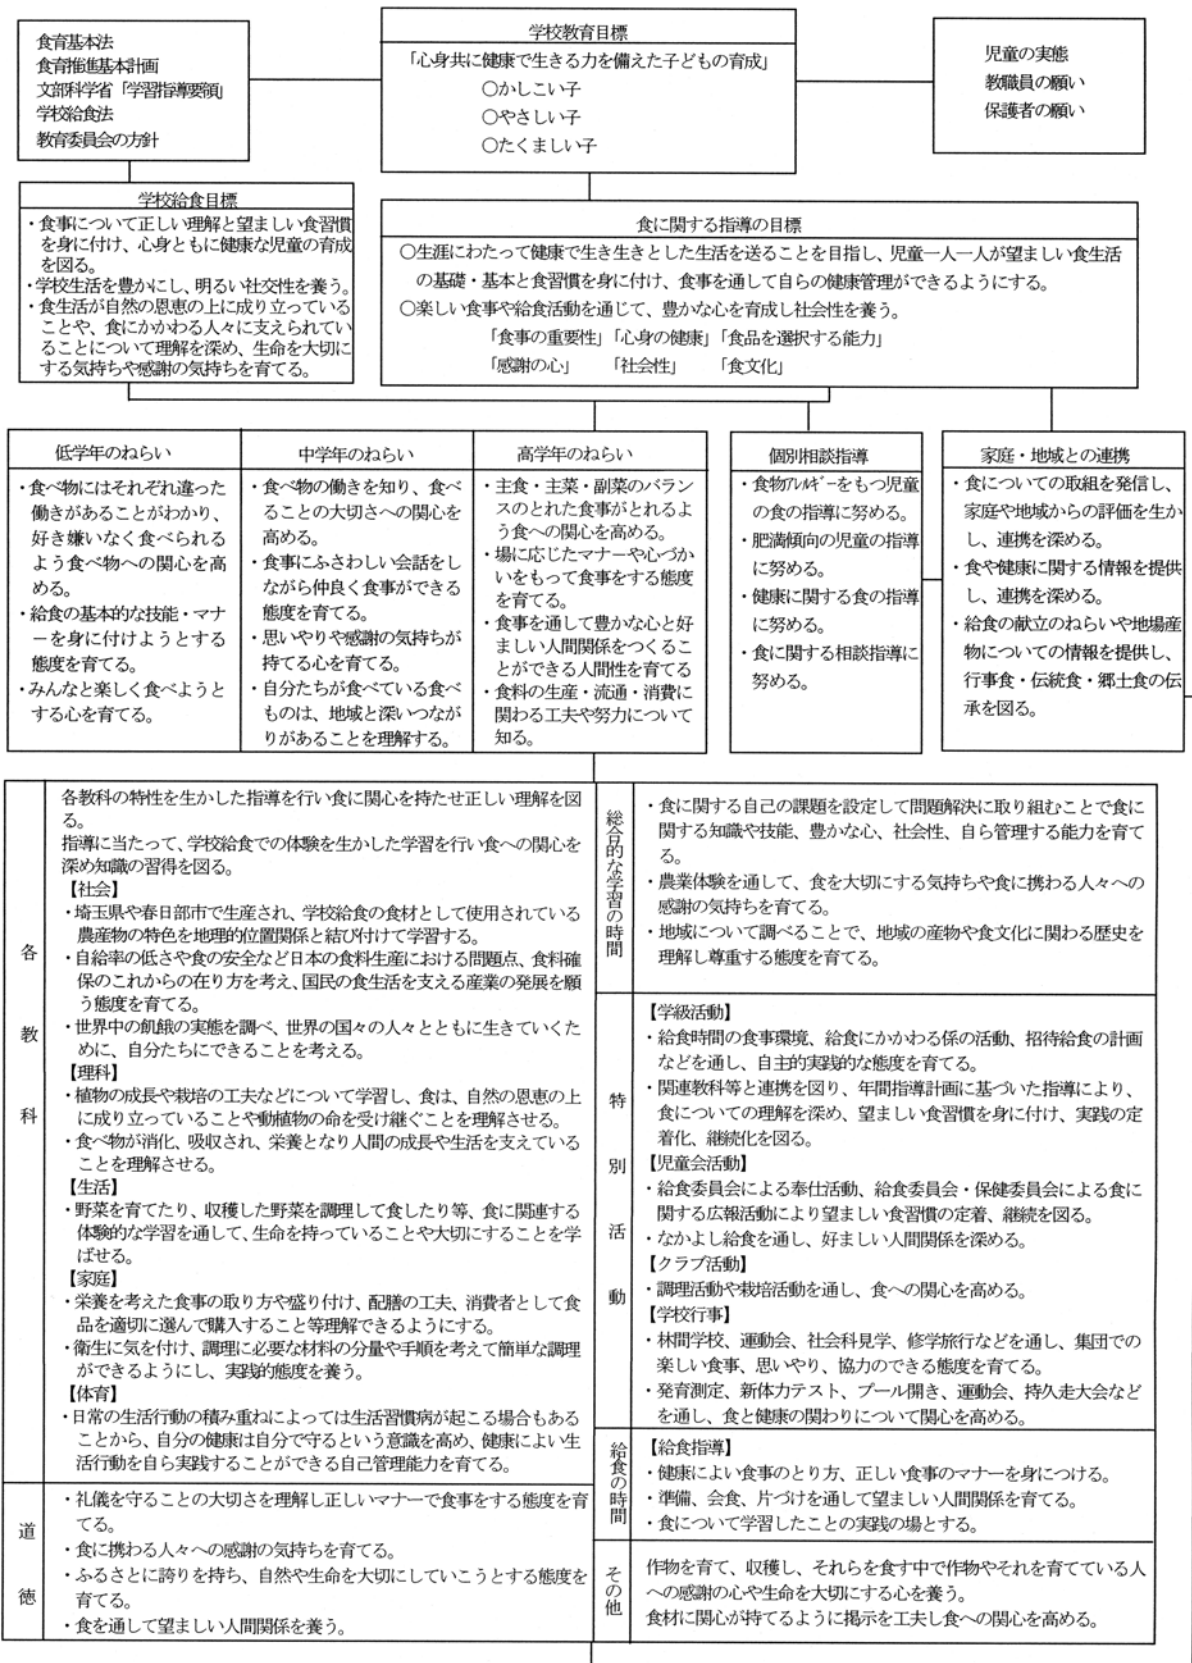 食育基本法
食育推進基本計画
文部科学省「学習指導要領」
学校給食法
教育委員会の方針
学校教育目標
「心身共に健康で生きる力を備えた子どもの育成」
○かしこい子
○やさしい子
○たくましい子
児童の実態
教職員の願い
保護者の願い
学校給食目標
・食事について正しい理解と望ましい食習慣
を身に付け、心身ともに健康な児童の育成
を図る。
・学校生活を豊かにし、明るい社交性を養う。
・食生活が自然の恩恵の上に成り立っている
ことや、食にかかわる人々に支えられてい
ることについて理解を深め、生命を大切に
する気持ちや感謝の気持ちを育てる。
食に関する指導の目標
○生涯にわたって健康で生き生きとした生活を送ることを目指し、児童一人一人が望ましい食生活
の基礎・基本と食習慣を身に付け、食事を通して自らの健康管理ができるようにする。
○楽しい食事や給食活動を通じて、豊かな心を育成し社会性を養う。
「食事の重要性」「心身の健康」「食品を選択する能力」
「感謝の心」 「社会性」 「食文化」
低学年のねらい
・食べ物にはそれぞれ違った
働きがあることがわかり、
好き嫌いなく食べられる
よう食べ物への関心を高
める。
・給食の基本的な技能・マナ
ーを身に付けようとする
態度を育てる。
・みんなと楽しく食べようと
する心を育てる。
中学年のねらい
・食べ物の働きを知り、食べ
ることの大切さへの関心を
高める。
・食事にふさわしい会話をし
ながら仲良く食事ができる
態度を育てる。
・思いやりや感謝の気持ちが
持てる心を育てる。
・自分たちが食べている食べ
ものは、地域と深いつなが
りがあることを理解する。
高学年のねらい
・主食・主菜・副菜のバラン
スのとれた食事がとれるよ
う食への関心を高める。
・場に応じたマナーや心づか
いをもって食事をする態度
を育てる。
・食事を通して豊かな心と好
ましい人間関係をつくるこ
とができる人間性を育てる
・食料の生産・流通・消費に
関わる工夫や努力について
知る。
個別相談指導
・食物ｱﾚﾙｷﾞｰをもつ児童
の食の指導に努める。
・肥満傾向の児童の指導
に努める。
・健康に関する食の指導
に努める。
・食に関する相談指導に
努める。
家庭・地域との連携
・食についての取組を発信し、
家庭や地域からの評価を生か
し、連携を深める。
・食や健康に関する情報を提供
し、連携を深める。
・給食の献立のねらいや地場産
物についての情報を提供し、
行事食・伝統食・郷土食の伝
承を図る。
各教科
各教科の特性を生かした指導を行い食に関心を持たせ正しい理解を図
る。
指導に当たって、学校給食での体験を生かした学習を行い食への関心を
深め知識の習得を図る。
【社会】
・埼玉県や春日部市で生産され、学校給食の食材として使用されている
農産物の特色を地理的位置関係と結び付けて学習する。
・自給率の低さや食の安全など日本の食料生産における問題点、食料確
保のこれからの在り方を考え、国民の食生活を支える産業の発展を願
う態度を育てる。
・世界中の飢餓の実態を調べ、世界の国々の人々とともに生きていくた
めに、自分たちにできることを考える。
【理科】
・植物の成長や栽培の工夫などについて学習し、食は、自然の恩恵の上
に成り立っていることや動植物の命を受け継ぐことを理解させる。
・食べ物が消化、吸収され、栄養となり人間の成長や生活を支えている
ことを理解させる。
【生活】
・野菜を育てたり、収穫した野菜を調理して食したり等、食に関連する
体験的な学習を通して、生命を持っていることや大切にすることを学
ばせる。
【家庭】
・栄養を考えた食事の取り方や盛り付け、配膳の工夫、消費者として食
品を適切に選んで購入すること等理解できるようにする。
・衛生に気を付け、調理に必要な材料の分量や手順を考えて簡単な調理
ができるようにし、実践的態度を養う。
【体育】
・日常の生活行動の積み重ねによっては生活習慣病が起こる場合もある
ことから、自分の健康は自分で守るという意識を高め、健康によい生
活行動を自ら実践することができる自己管理能力を育てる。
道徳
・礼儀を守ることの大切さを理解し正しいマナーで食事をする態度を育
てる。
・食に携わる人々への感謝の気持ちを育てる。
・ふるさとに誇りを持ち、自然や生命を大切にしていこうとする態度を
育てる。
・食を通して望ましい人間関係を養う。
総合的な学習の時間
・食に関する自己の課題を設定して問題解決に取り組むことで食に
関する知識や技能、豊かな心、社会性、自ら管理する能力を育て
る。
・農業体験を通して、食を大切にする気持ちや食に携わる人々への
感謝の気持ちを育てる。
・地域について調べることで、地域の産物や食文化に関わる歴史を
理解し尊重する態度を育てる。
特別活動
【学級活動】
・給食時間の食事環境、給食にかかわる係の活動、招待給食の計画
などを通し、自主的実践的な態度を育てる。
・関連教科等と連携を図り、年間指導計画に基づいた指導により、
食についての理解を深め、望ましい食習慣を身に付け、実践の定
着化、継続化を図る。
【児童会活動】
・給食委員会による奉仕活動、給食委員会・保健委員会による食に
関する広報活動により望ましい食習慣の定着、継続を図る。
・なかよし給食を通し、好ましい人間関係を深める。
【クラブ活動】
・調理活動や栽培活動を通し、食への関心を高める。
【学校行事】
・林間学校、運動会、社会科見学、修学旅行などを通し、集団での
楽しい食事、思いやり、協力のできる態度を育てる。
・発育測定、新体力テスト、プール開き、運動会、持久走大会など
を通し、食と健康の関わりについて関心を高める。
給食の時間
【給食指導】
・健康によい食事のとり方、正しい食事のマナーを身につける。
・準備、会食、片づけを通して望ましい人間関係を育てる。
・食について学習したことの実践の場とする。
その他
作物を育て、収穫し、それらを食す中で作物やそれを育てている人
への感謝の心や生命を大切にする心を養う。
食材に関心が持てるように掲示を工夫し食への関心を高める。